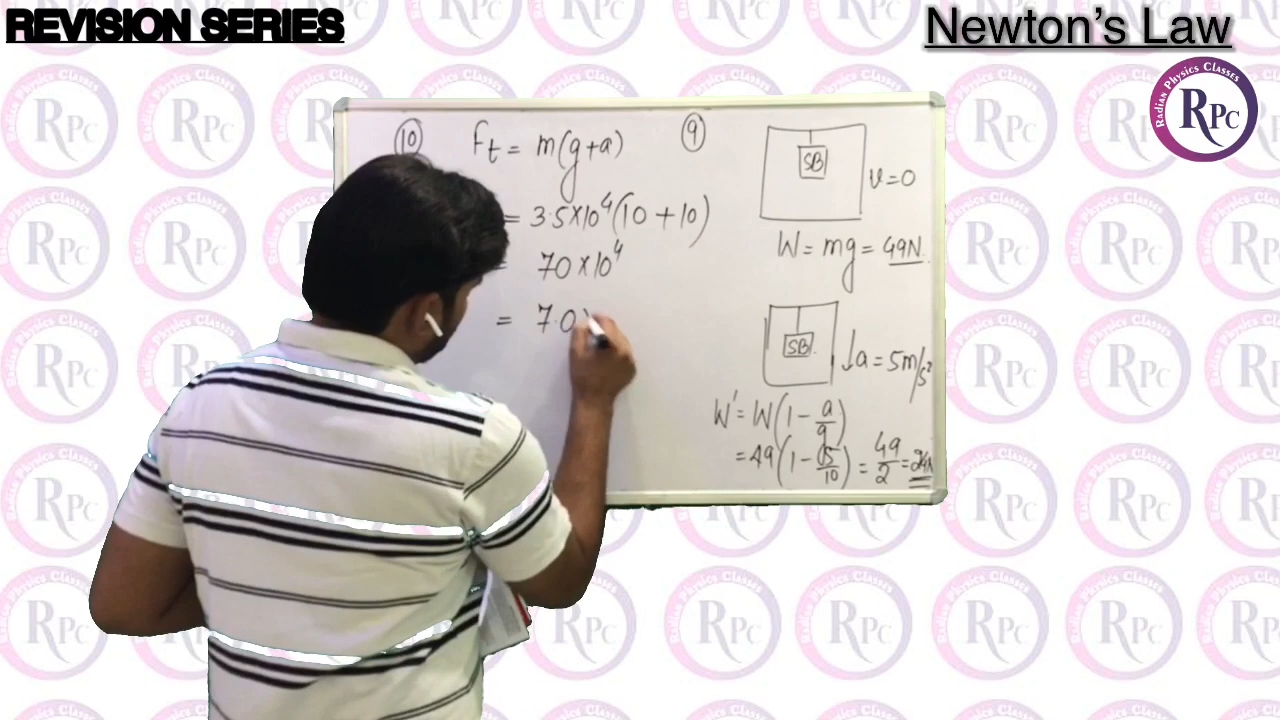 REVISION SERIES
Newton's Law
Radian Physics Classes
RPC
⑩ Ft = m(g+a)
= 3.5×10⁴(10 + 10)
70×10⁴
= 7.0
⑨
SB
v=0
W = mg = 49N.
SB
↓a = 5m/s²
W' = W(1 - a/g)
= 49(1 - 5/10) = 49/2 =